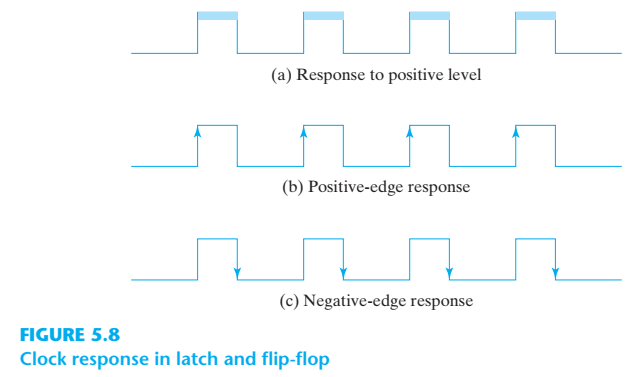 (a) Response to positive level
(b) Positive-edge response
(c) Negative-edge response
FIGURE 5.8
Clock response in latch and flip-flop